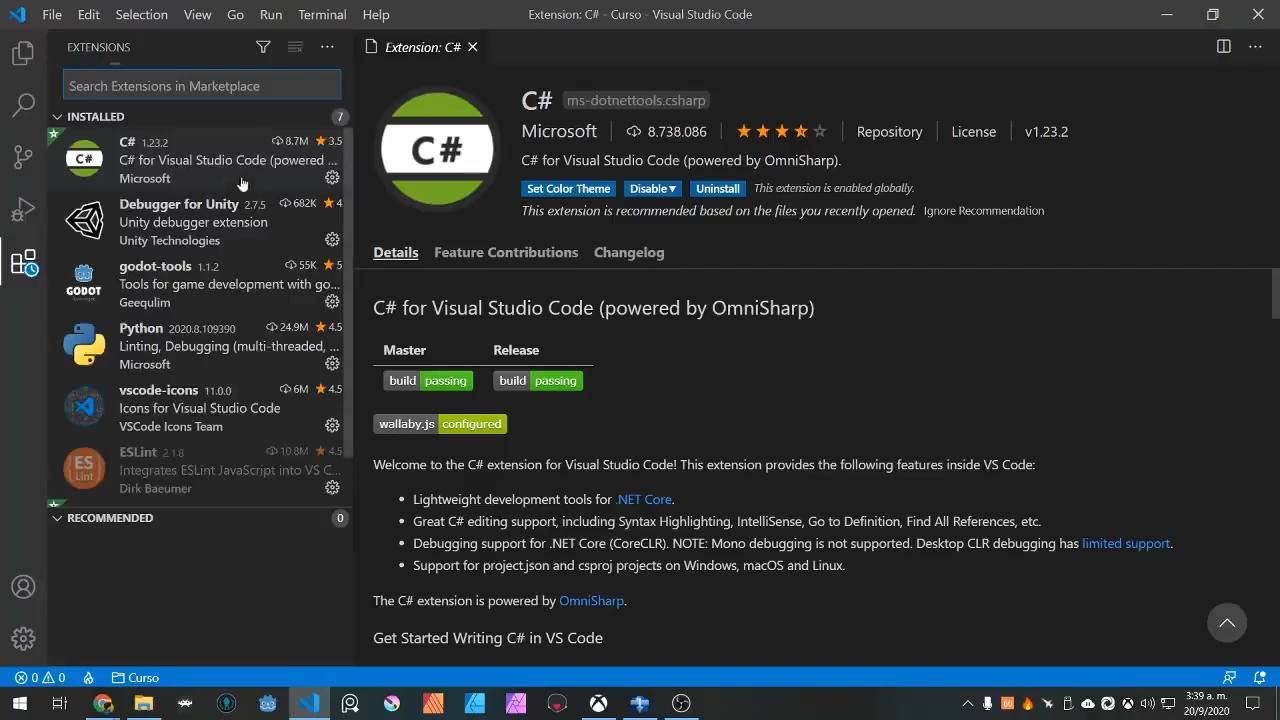 File Edit Selection View Go Run Terminal Help Extension: C# - Curso - Visual Studio Code
EXTENSIONS
Extension: C#
Search Extensions in Marketplace
INSTALLED 7
C# 1.23.2 8.7M 3.5
C# for Visual Studio Code (powered ...
Microsoft
Debugger for Unity 2.7.5 682K 4
Unity debugger extension
Unity Technologies
godot-tools 1.1.2 55K 5
Tools for game development with go...
Geequlim
Python 2020.8.109390 24.9M 4.5
Linting, Debugging (multi-threaded, ...
Microsoft
vscode-icons 11.0.0 6M 4.5
Icons for Visual Studio Code
VSCode Icons Team
ESLint 2.1.8 10.8M 4.5
Integrates ESLint JavaScript into VS C...
Dirk Baeumer
RECOMMENDED 0
C#
C#
GODOT
ES
Lint
C# ms-dotnettools.csharp
Microsoft 8.738.086 Repository License v1.23.2
C# for Visual Studio Code (powered by OmniSharp).
Set Color Theme Disable Uninstall This extension is enabled globally.
This extension is recommended based on the files you recently opened. Ignore Recommendation
Details Feature Contributions Changelog
C# for Visual Studio Code (powered by OmniSharp)
Master Release
build passing build passing
wallaby.js configured
Welcome to the C# extension for Visual Studio Code! This extension provides the following features inside VS Code:
• Lightweight development tools for .NET Core.
• Great C# editing support, including Syntax Highlighting, IntelliSense, Go to Definition, Find All References, etc.
• Debugging support for .NET Core (CoreCLR). NOTE: Mono debugging is not supported. Desktop CLR debugging has limited support.
• Support for project.json and csproj projects on Windows, macOS and Linux.
The C# extension is powered by OmniSharp.
Get Started Writing C# in VS Code
0 0 Curso
3:39 a. m.
20/9/2020